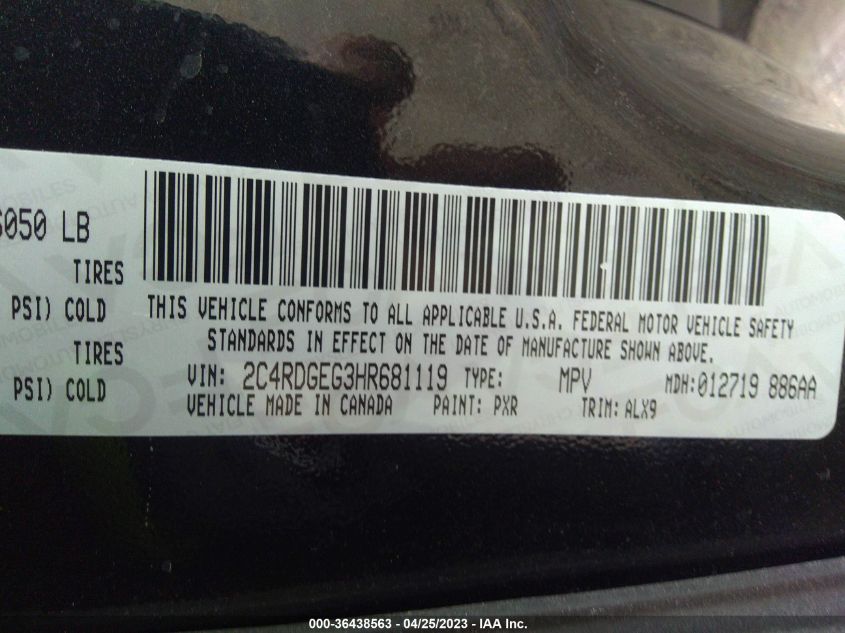 6050 LB
TIRES
PSI) COLD
THIS VEHICLE CONFORMS TO ALL APPLICABLE U.S.A. FEDERAL MOTOR VEHICLE SAFETY
STANDARDS IN EFFECT ON THE DATE OF MANUFACTURE SHOWN ABOVE.
TIRES
PSI) COLD
VIN: 2C4RDGEG3HR681119 TYPE: MPV MDH:012719 886AA
VEHICLE MADE IN CANADA PAINT: PXR TRIM: ALX9
000-36438563 - 04/25/2023 - IAA Inc.